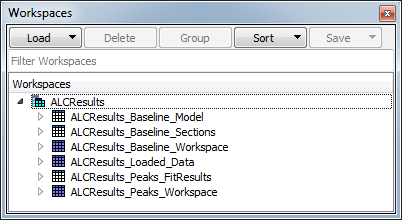 Workspaces
Load Delete Group Sort Save
Filter Workspaces
Workspaces
ALCResults
ALCResults_Baseline_Model
ALCResults_Baseline_Sections
ALCResults_Baseline_Workspace
ALCResults_Loaded_Data
ALCResults_Peaks_FitResults
ALCResults_Peaks_Workspace